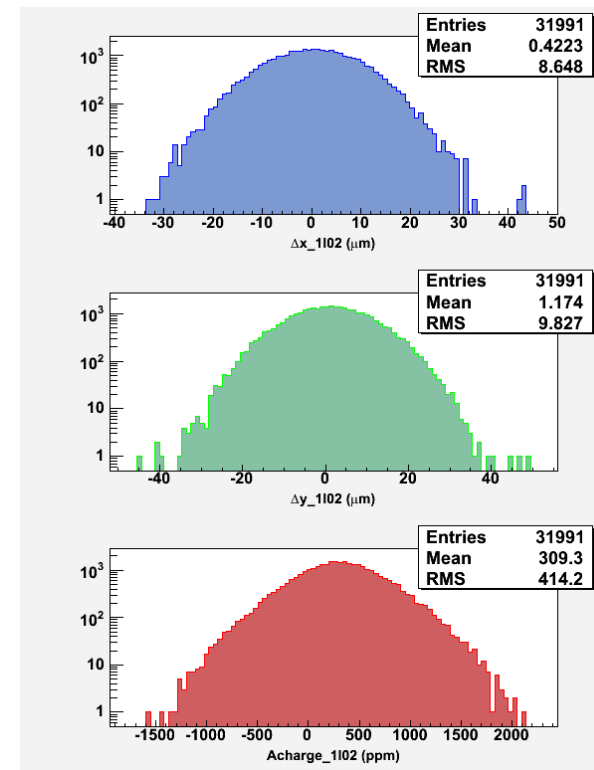 Entries 31991
Mean 0.4223
RMS 8.648
10³
10²
10
1
-40 -30 -20 -10 0 10 20 30 40 50
Δx_1I02 (μm)
Entries 31991
Mean 1.174
RMS 9.827
10³
10²
10
1
-40 -20 0 20 40
Δy_1I02 (μm)
Entries 31991
Mean 309.3
RMS 414.2
10³
10²
10
1
-1500 -1000 -500 0 500 1000 1500 2000
Acharge_1I02 (ppm)